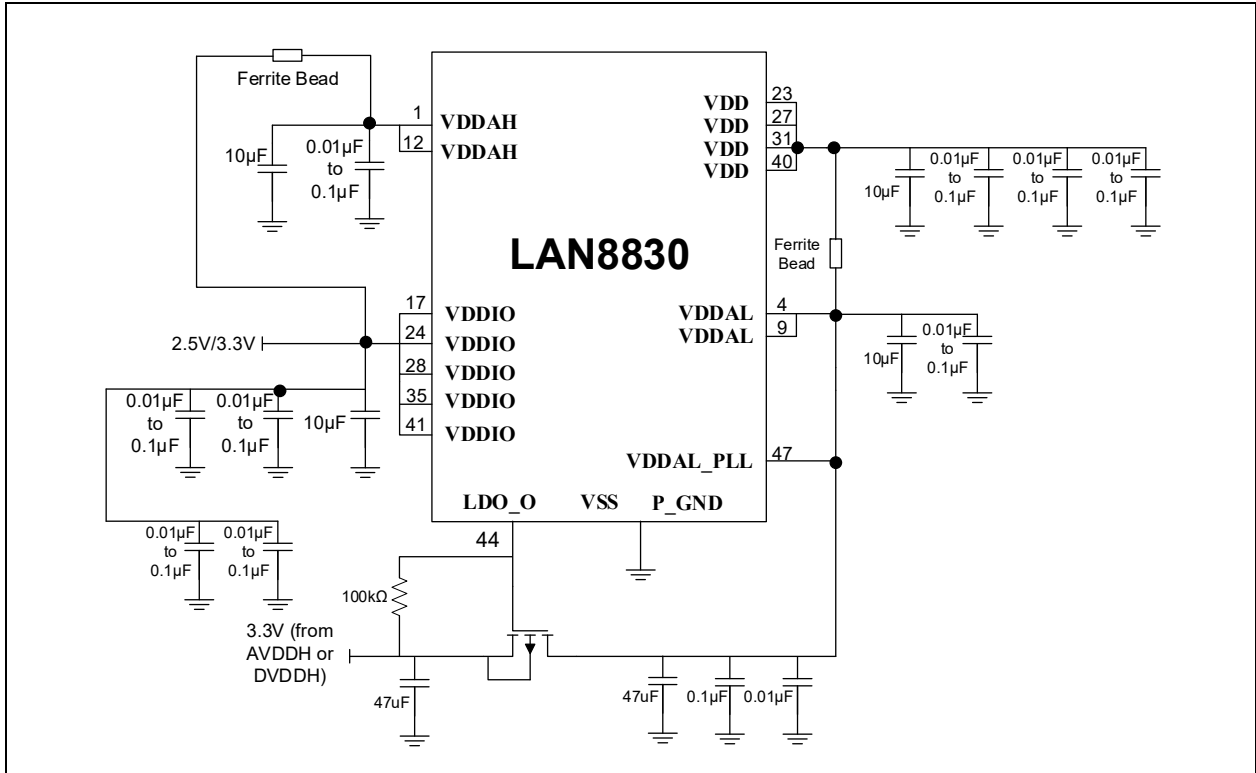 Ferrite Bead
1
VDDAH
12
VDDAH
10µF
0.01µF
to
0.1µF
23
VDD
27
VDD
31
VDD
40
VDD
10µF
0.01µF
to
0.1µF
0.01µF
to
0.1µF
0.01µF
to
0.1µF
LAN8830
Ferrite
Bead
17
VDDIO
24
VDDIO
28
VDDIO
35
VDDIO
41
VDDIO
2.5V/3.3V
4
VDDAL
9
VDDAL
10µF
0.01µF
to
0.1µF
0.01µF
to
0.1µF
0.01µF
to
0.1µF
10µF
VDDAL_PLL
47
LDO_O VSS P_GND
44
0.01µF
to
0.1µF
0.01µF
to
0.1µF
100kΩ
3.3V (from
AVDDH or
DVDDH)
47uF
47uF
0.1µF
0.01µF